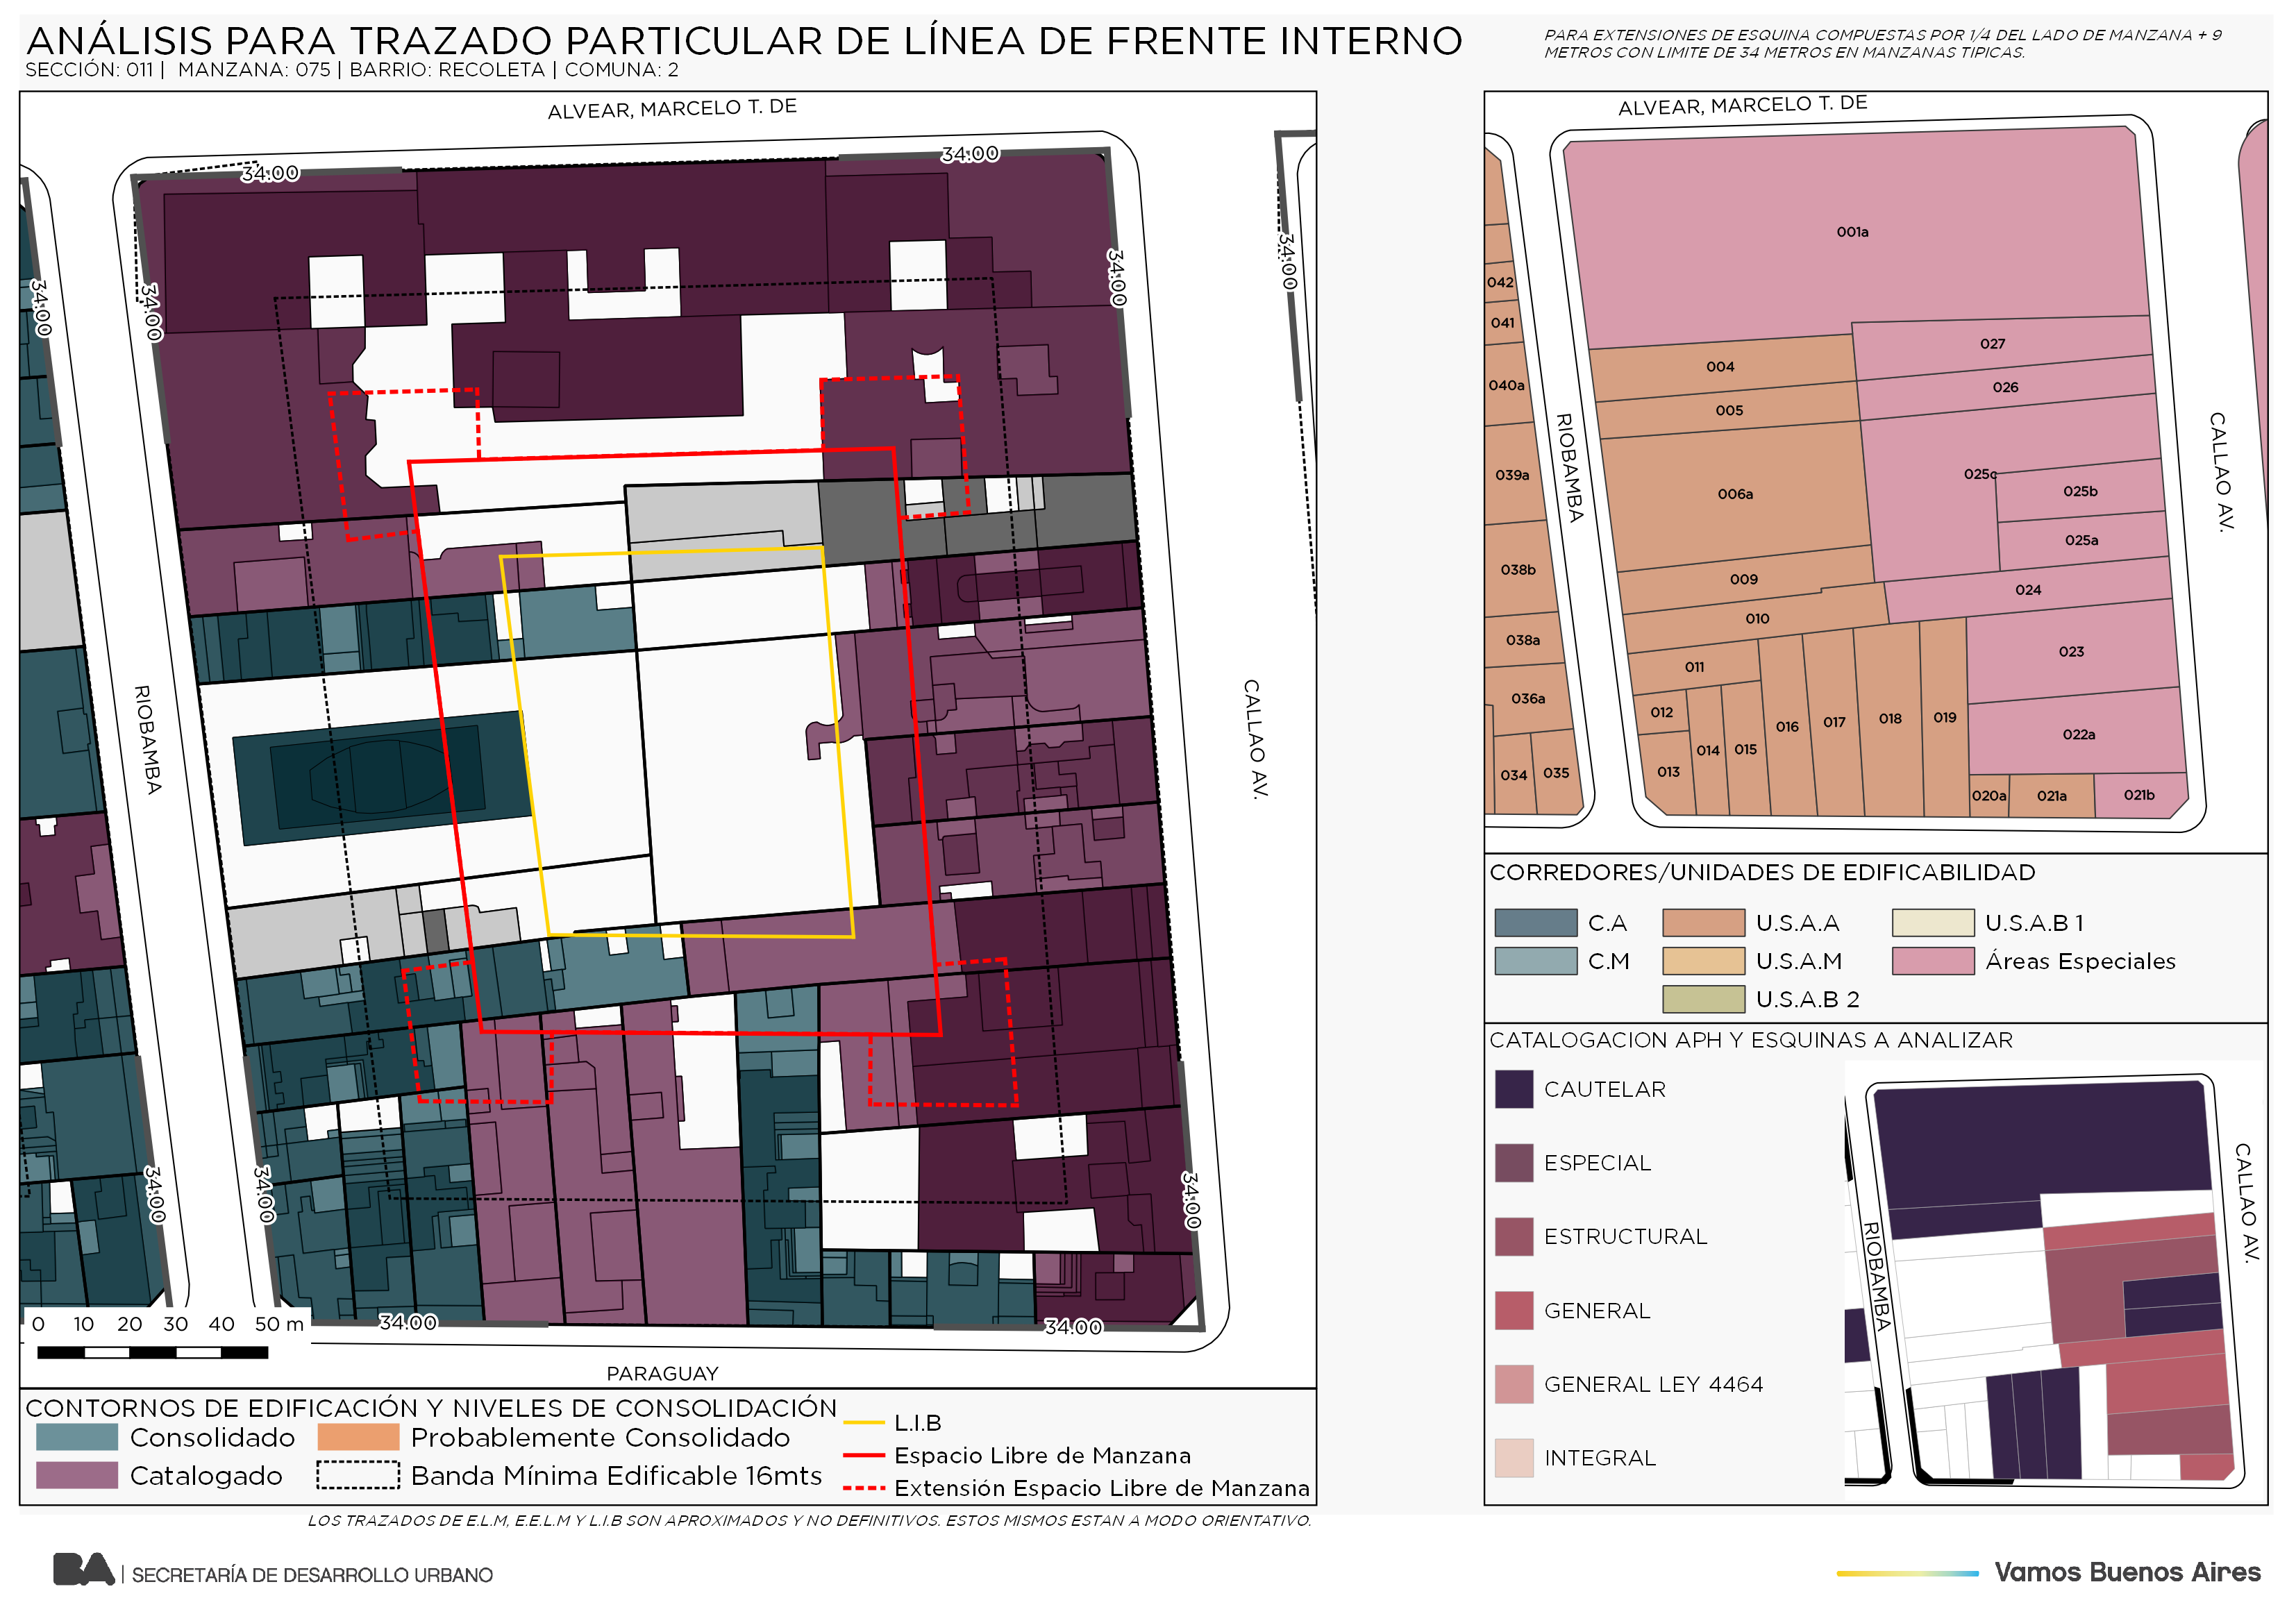 ANÁLISIS PARA TRAZADO PARTICULAR DE LÍNEA DE FRENTE INTERNO
SECCIÓN: 011 | MANZANA: 075 | BARRIO: RECOLETA | COMUNA: 2
PARA EXTENSIONES DE ESQUINA COMPUESTAS POR 1/4 DEL LADO DE MANZANA + 9
METROS CON LIMITE DE 34 METROS EN MANZANAS TIPICAS.
ALVEAR, MARCELO T. DE
34:00
34:00
34:00
34:00
34:00
34:00
RIOBAMBA
CALLAO AV.
34:00
34:00
34:00
34:00
34:00
0 10 20 30 40 50 m
PARAGUAY
CONTORNOS DE EDIFICACIÓN Y NIVELES DE CONSOLIDACIÓN
Consolidado
Catalogado
Probablemente Consolidado
Banda Mínima Edificable 16mts
L.I.B
Espacio Libre de Manzana
Extensión Espacio Libre de Manzana
ALVEAR, MARCELO T. DE
RIOBAMBA
CALLAO AV.
001a
042
041
040a
039a
038b
038a
036a
034
035
004
005
006a
009
010
011
012
013
014
015
016
017
018
019
020a
021a
021b
022a
023
024
025a
025b
025c
026
027
CORREDORES/UNIDADES DE EDIFICABILIDAD
C.A
U.S.A.A
U.S.A.B 1
C.M
U.S.A.M
Áreas Especiales
U.S.A.B 2
CATALOGACION APH Y ESQUINAS A ANALIZAR
CAUTELAR
ESPECIAL
ESTRUCTURAL
GENERAL
GENERAL LEY 4464
INTEGRAL
RIOBAMBA
CALLAO AV.
LOS TRAZADOS DE E.L.M, E.E.L.M Y L.I.B SON APROXIMADOS Y NO DEFINITIVOS. ESTOS MISMOS ESTAN A MODO ORIENTATIVO.
BA | SECRETARÍA DE DESARROLLO URBANO
Vamos Buenos Aires